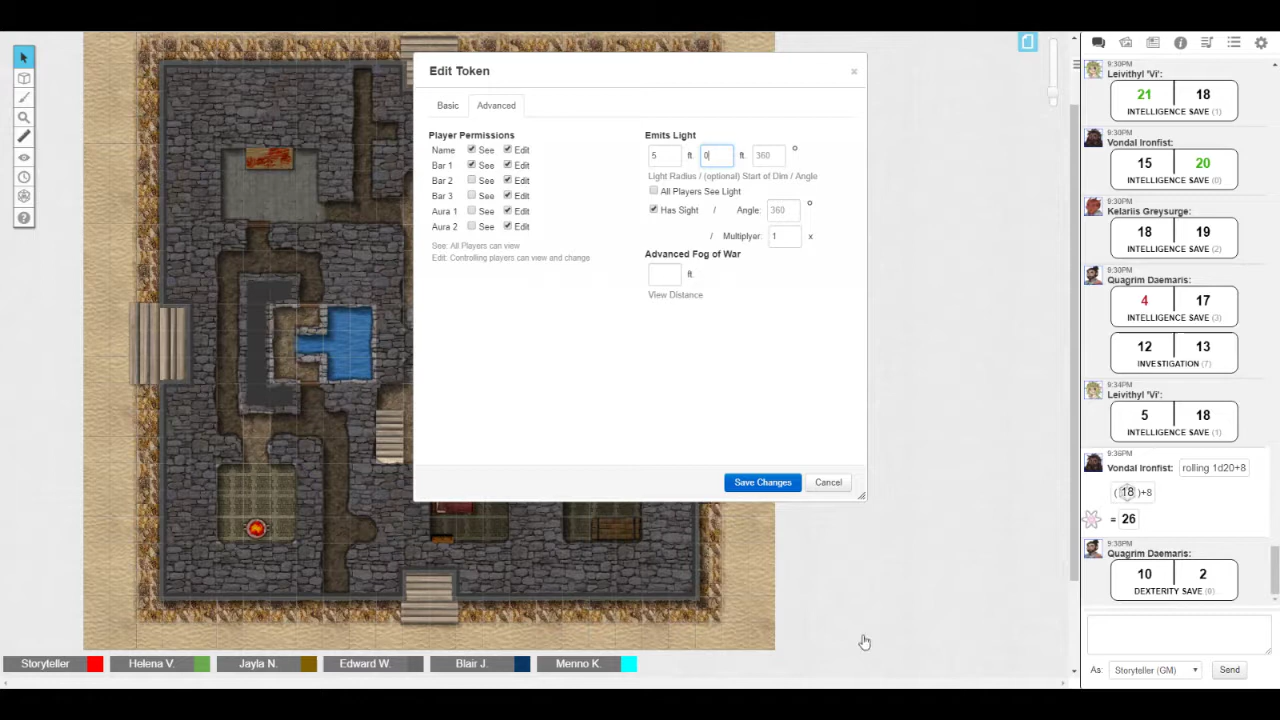 Edit Token
×
Basic
Advanced
Player Permissions
Name See Edit
Bar 1 See Edit
Bar 2 See Edit
Bar 3 See Edit
Aura 1 See Edit
Aura 2 See Edit
See: All Players can view
Edit: Controlling players can view and change
Emits Light
5 ft. 0 ft. 360 °
Light Radius / (optional) Start of Dim / Angle
All Players See Light
Has Sight / Angle: 360 °
/ Multiplyer: 1 x
Advanced Fog of War
ft.
View Distance
Save Changes
Cancel
Storyteller
Helena V.
Jayla N.
Edward W.
Blair J.
Menno K.
9:30PM
Leivithyl 'Vi':
21 18
INTELLIGENCE SAVE (1)
9:30PM
Vondal Ironfist:
15 20
INTELLIGENCE SAVE (0)
9:30PM
Kelariis Greysurge:
18 19
INTELLIGENCE SAVE (2)
9:30PM
Quagrim Daemaris:
4 17
INTELLIGENCE SAVE (3)
12 13
INVESTIGATION (7)
9:34PM
Leivithyl 'Vi':
5 18
INTELLIGENCE SAVE (1)
9:36PM
Vondal Ironfist: rolling 1d20+8
(18)+8
= 26
9:38PM
Quagrim Daemaris:
10 2
DEXTERITY SAVE (0)
As: Storyteller (GM)
Send